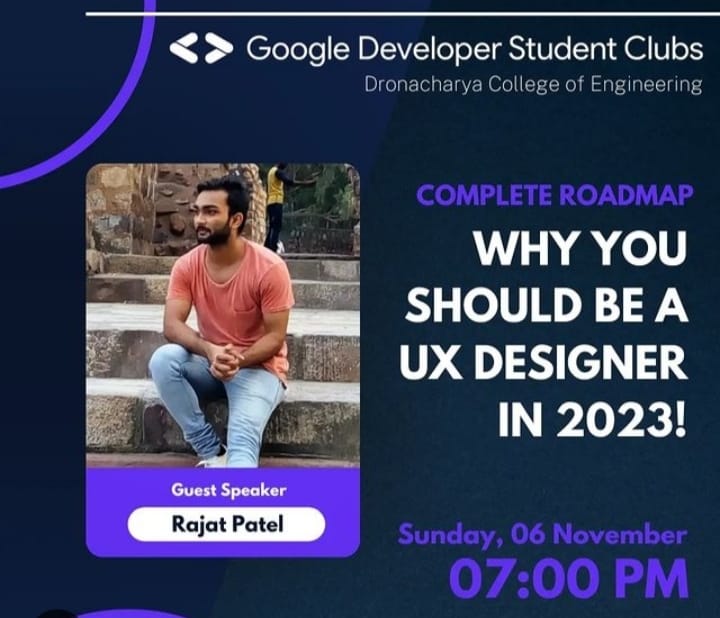 Google Developer Student Clubs
Dronacharya College of Engineering
COMPLETE ROADMAP
WHY YOU
SHOULD BE A
UX DESIGNER
IN 2023!
Guest Speaker
Rajat Patel
Sunday, 06 November
07:00 PM